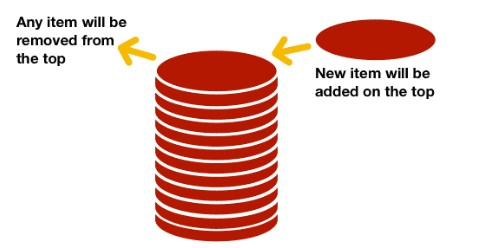 Any item will be
removed from
the top
New item will be
added on the top